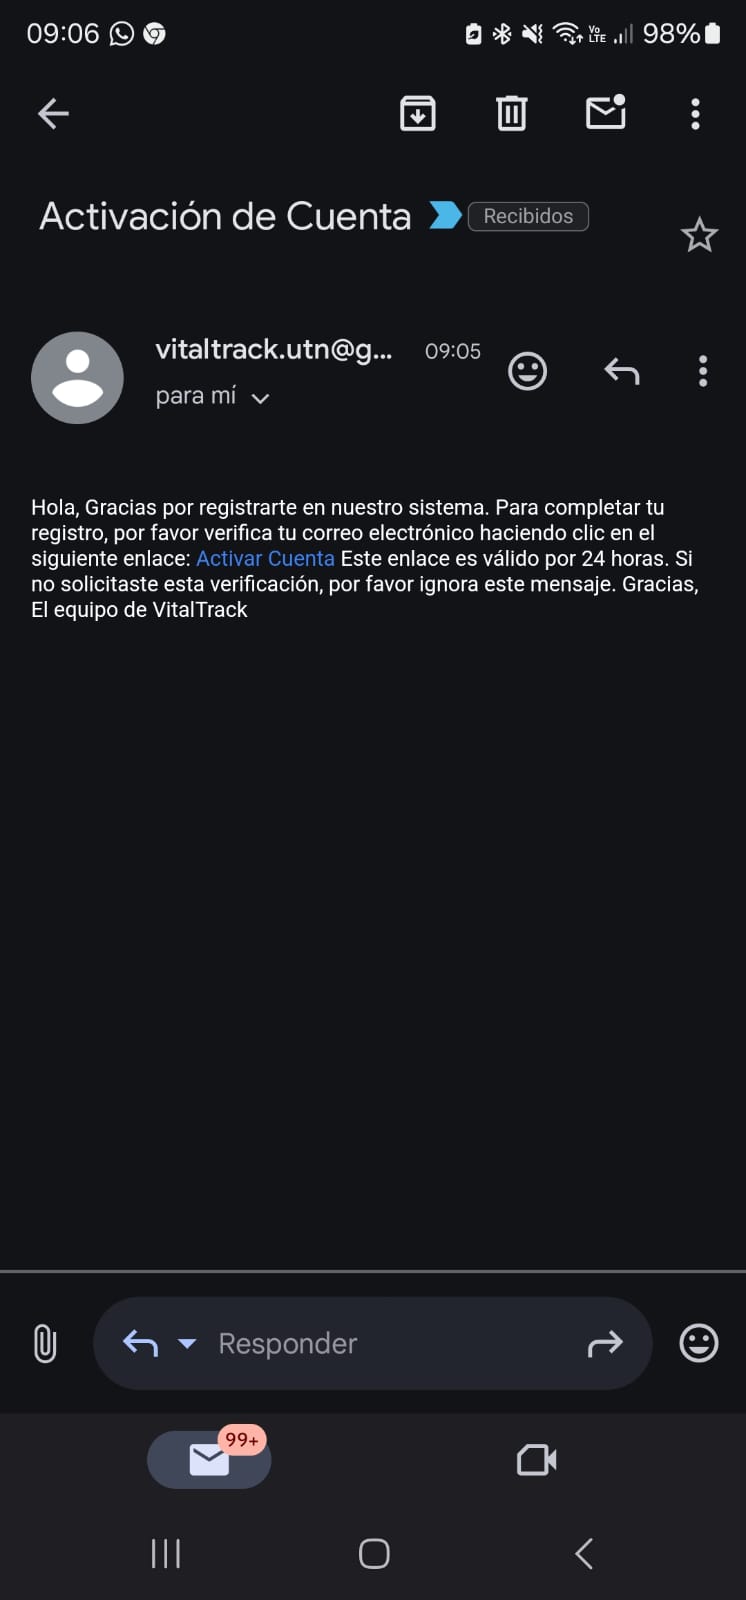 09:06
Vo LTE 98%
Activación de Cuenta Recibidos
vitaltrack.utn@g... 09:05
para mí
Hola, Gracias por registrarte en nuestro sistema. Para completar tu
registro, por favor verifica tu correo electrónico haciendo clic en el
siguiente enlace: Activar Cuenta Este enlace es válido por 24 horas. Si
no solicitaste esta verificación, por favor ignora este mensaje. Gracias,
El equipo de VitalTrack
Responder
99+